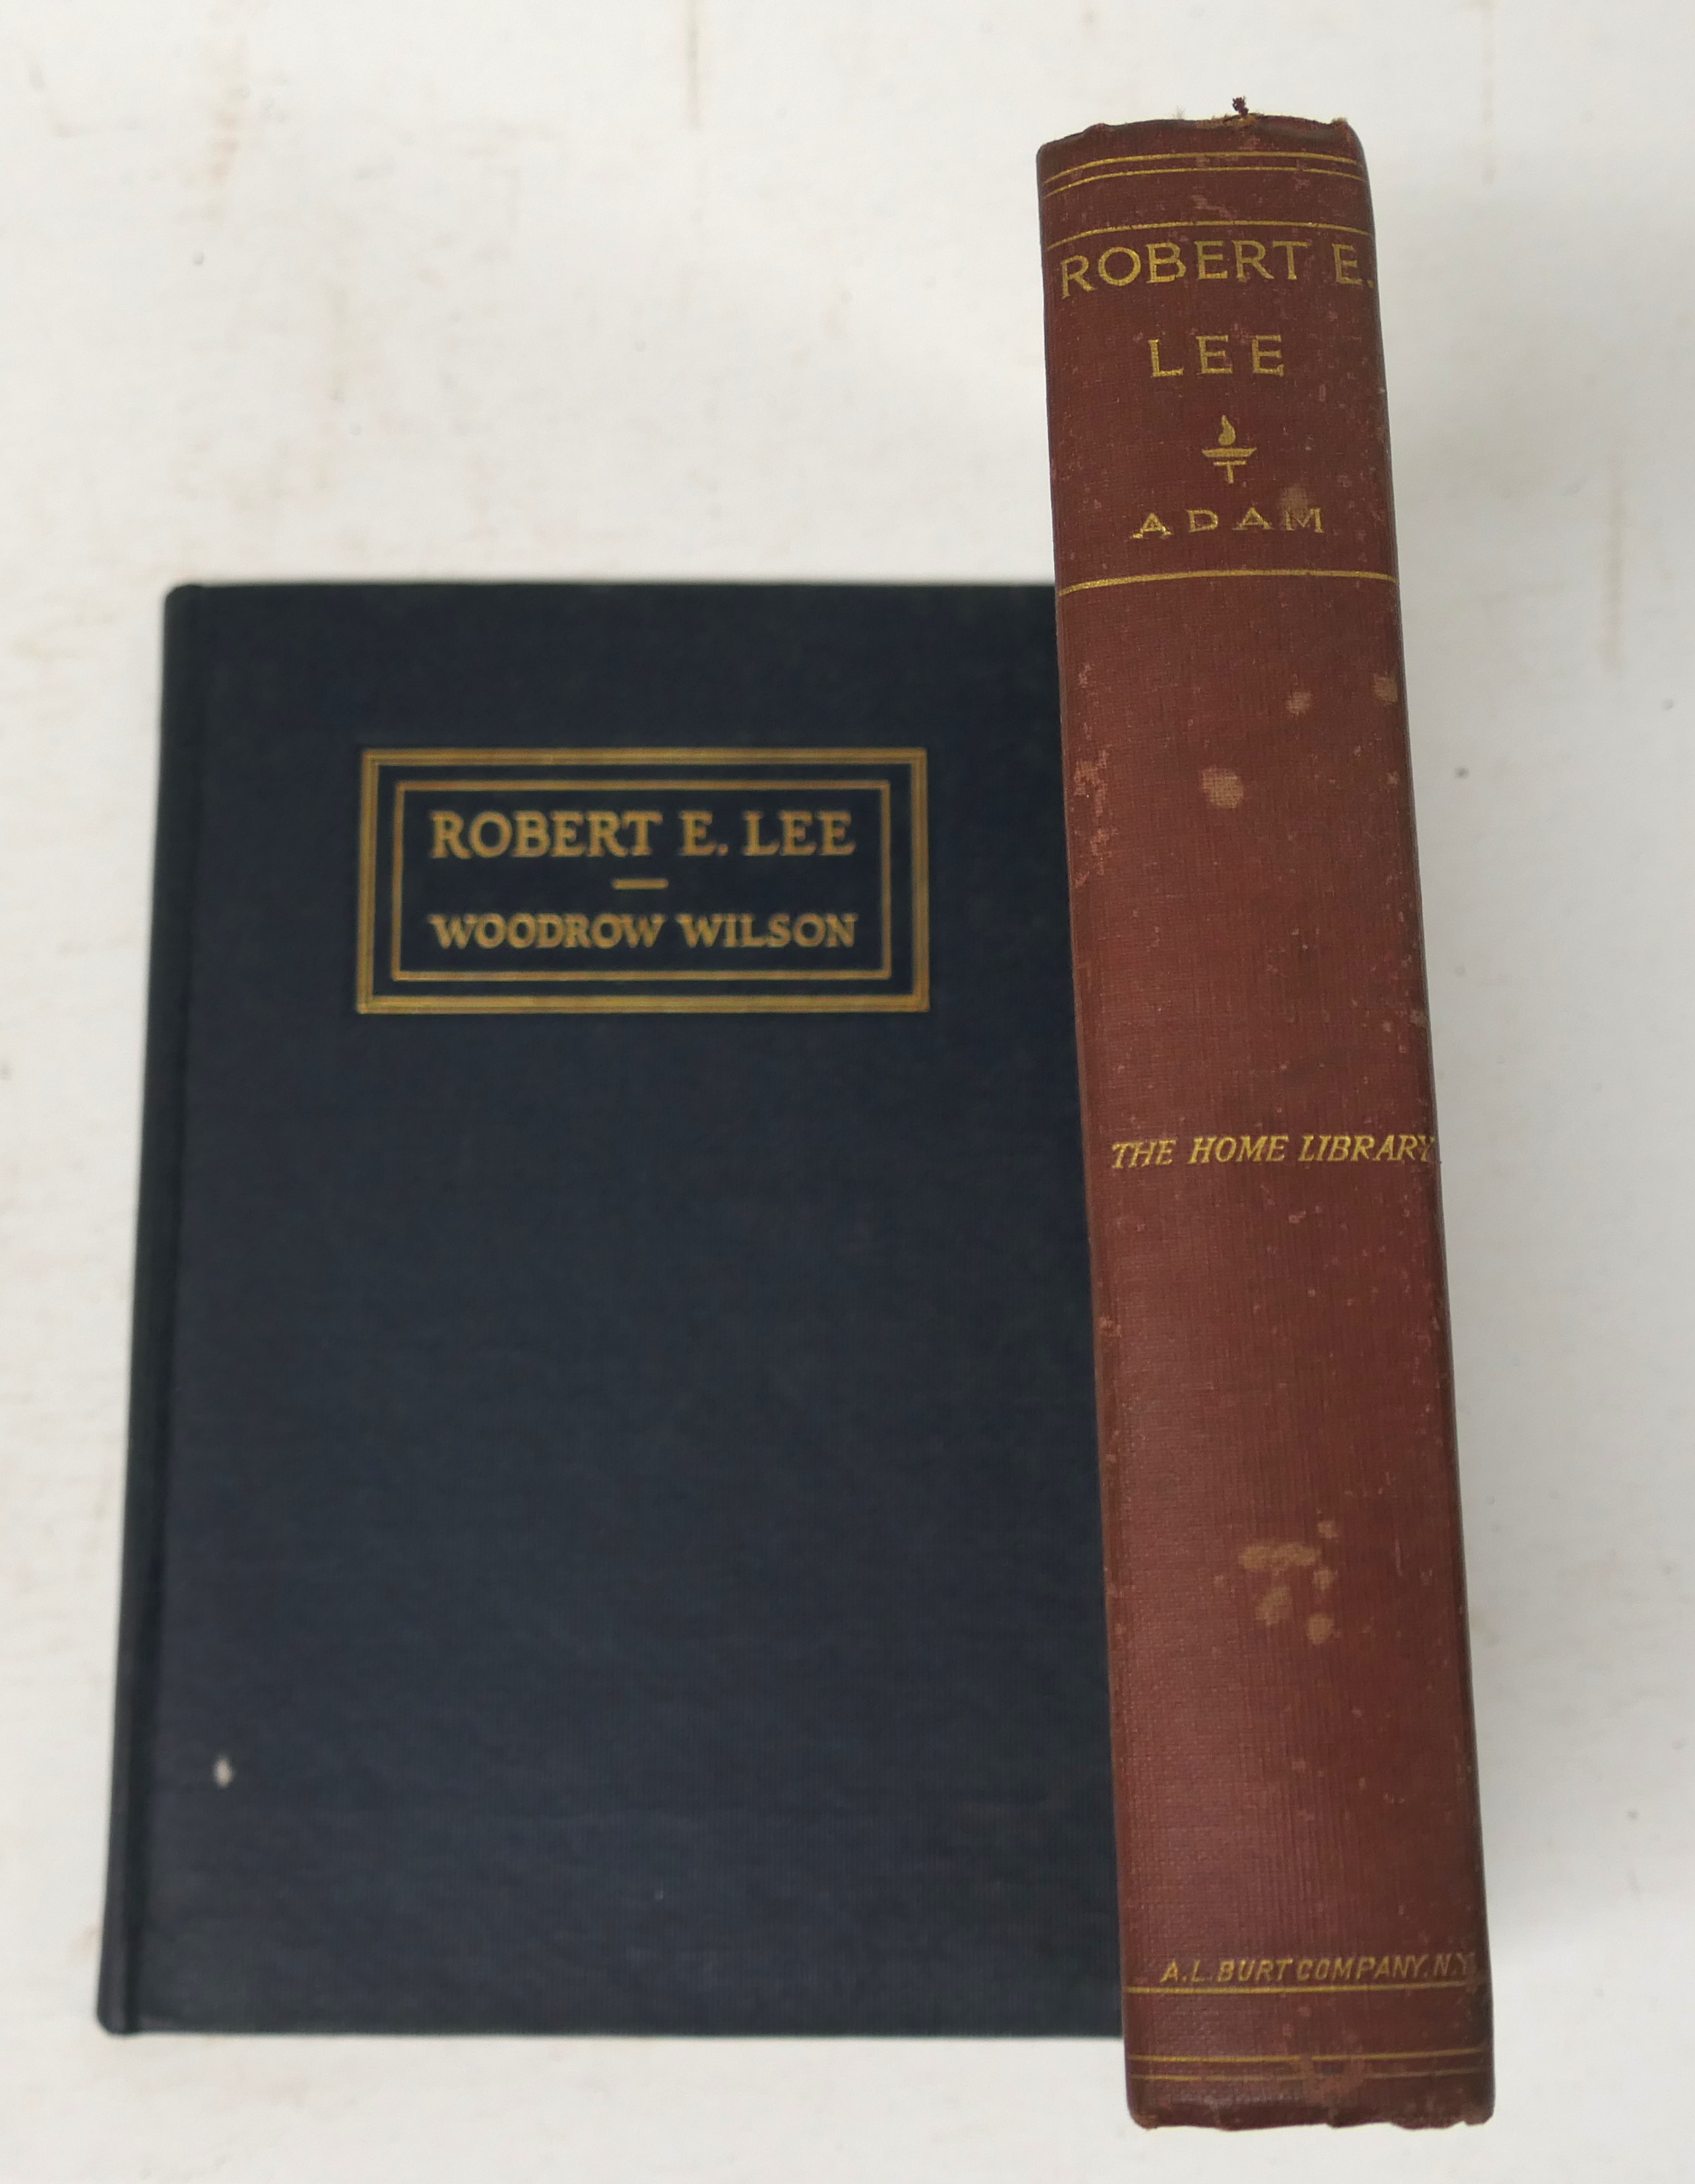 ROBERT E. LEE
WOODROW WILSON
ROBERT E.
LEE
ADAM
THE HOME LIBRARY
A.L. BURT COMPANY, N.Y.